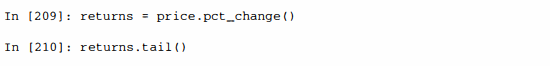 In [209]: returns = price.pct_change()
In [210]: returns.tail()